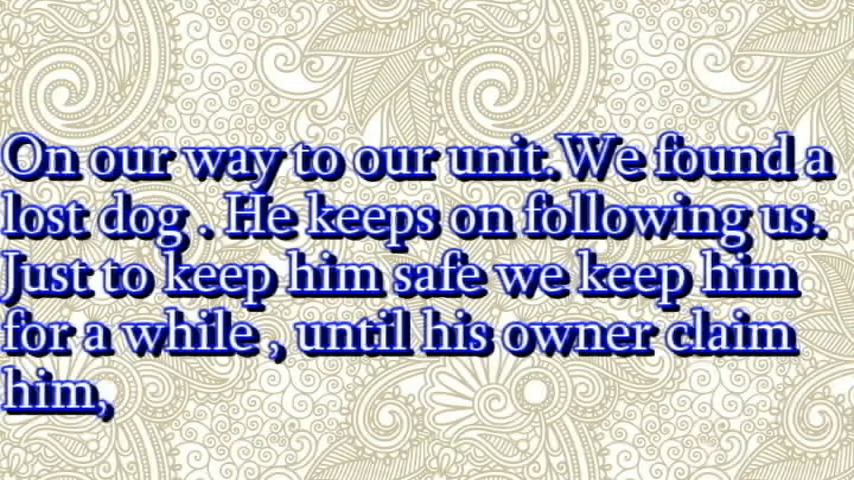 On our way to our unit.We found a
lost dog . He keeps on following us.
Just to keep him safe we keep him
for a while , until his owner claim
him,